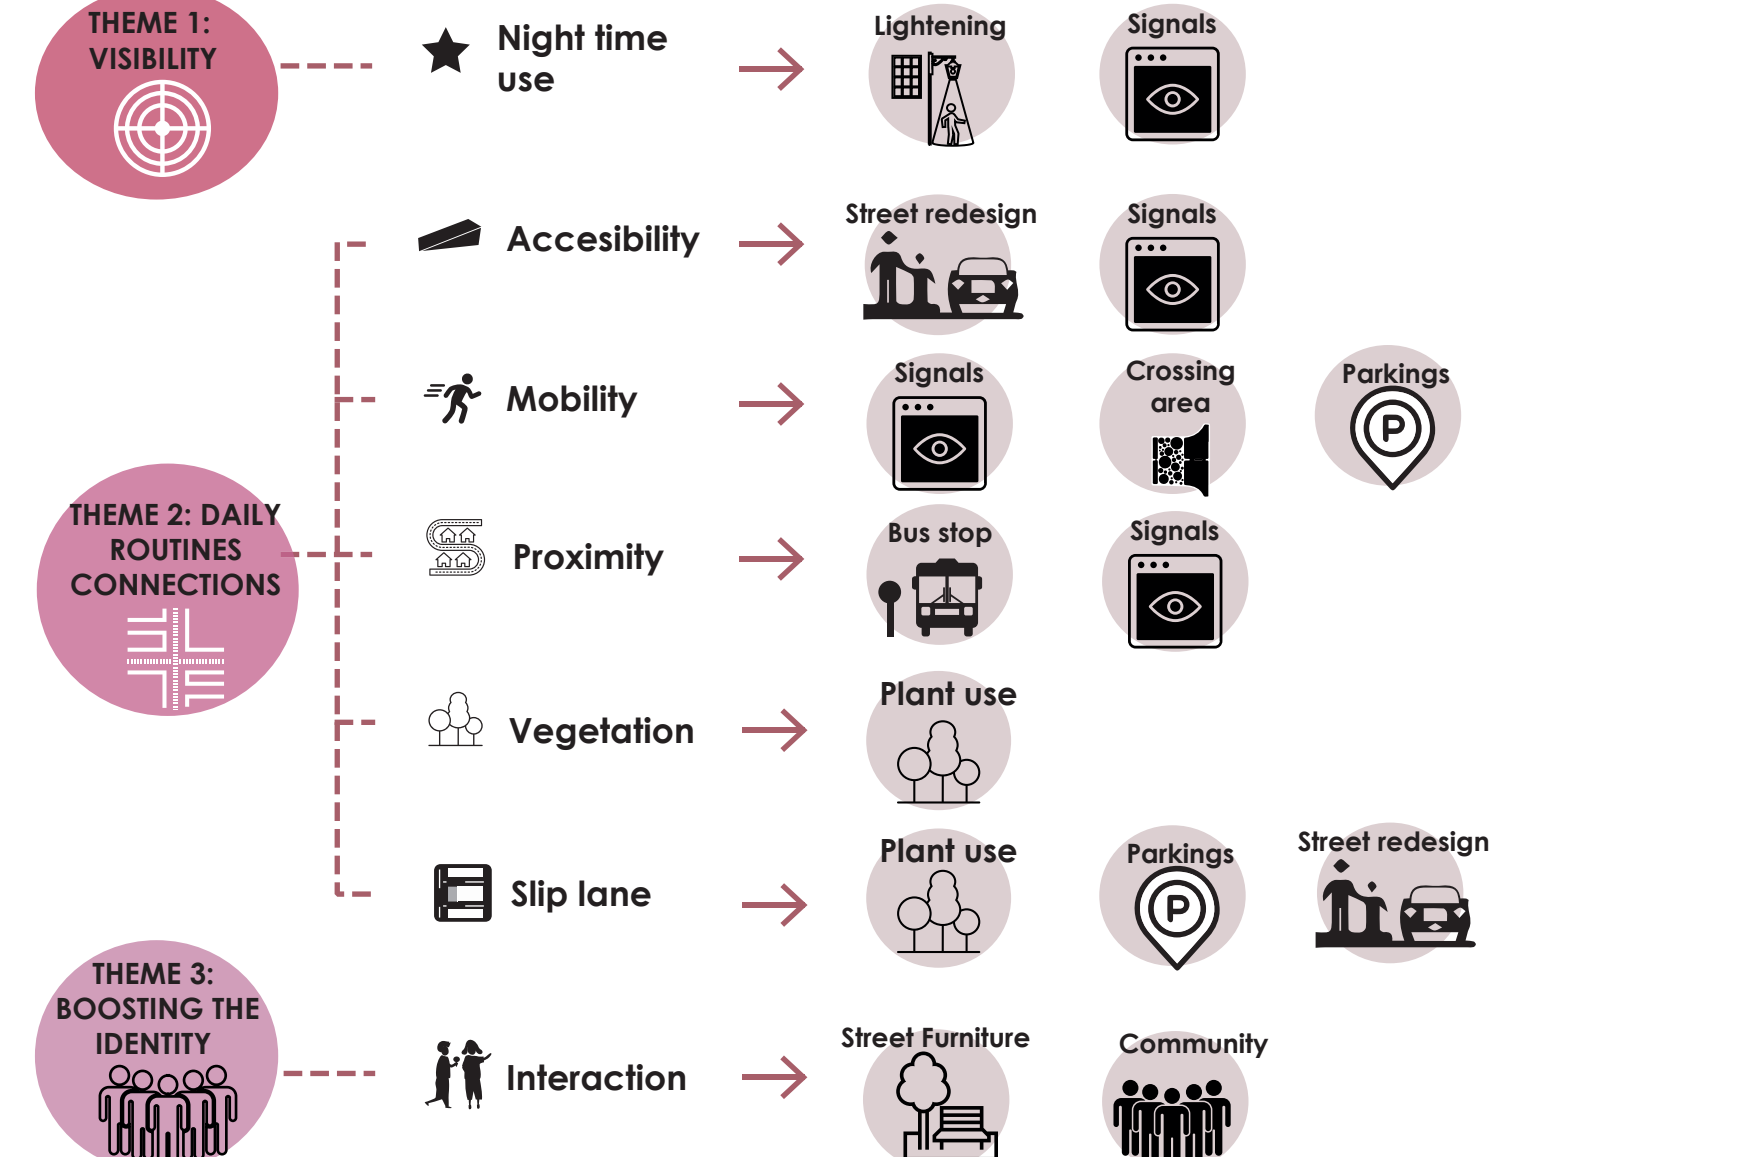 THEME 1:
VISIBILITY
Night time
use
Lightening
Signals
Accesibility
Street redesign
Signals
Mobility
Signals
Crossing
area
Parkings
P
THEME 2: DAILY
ROUTINES
CONNECTIONS
Proximity
Bus stop
Signals
Vegetation
Plant use
Slip lane
Plant use
Parkings
P
Street redesign
THEME 3:
BOOSTING THE
IDENTITY
Interaction
Street Furniture
Community